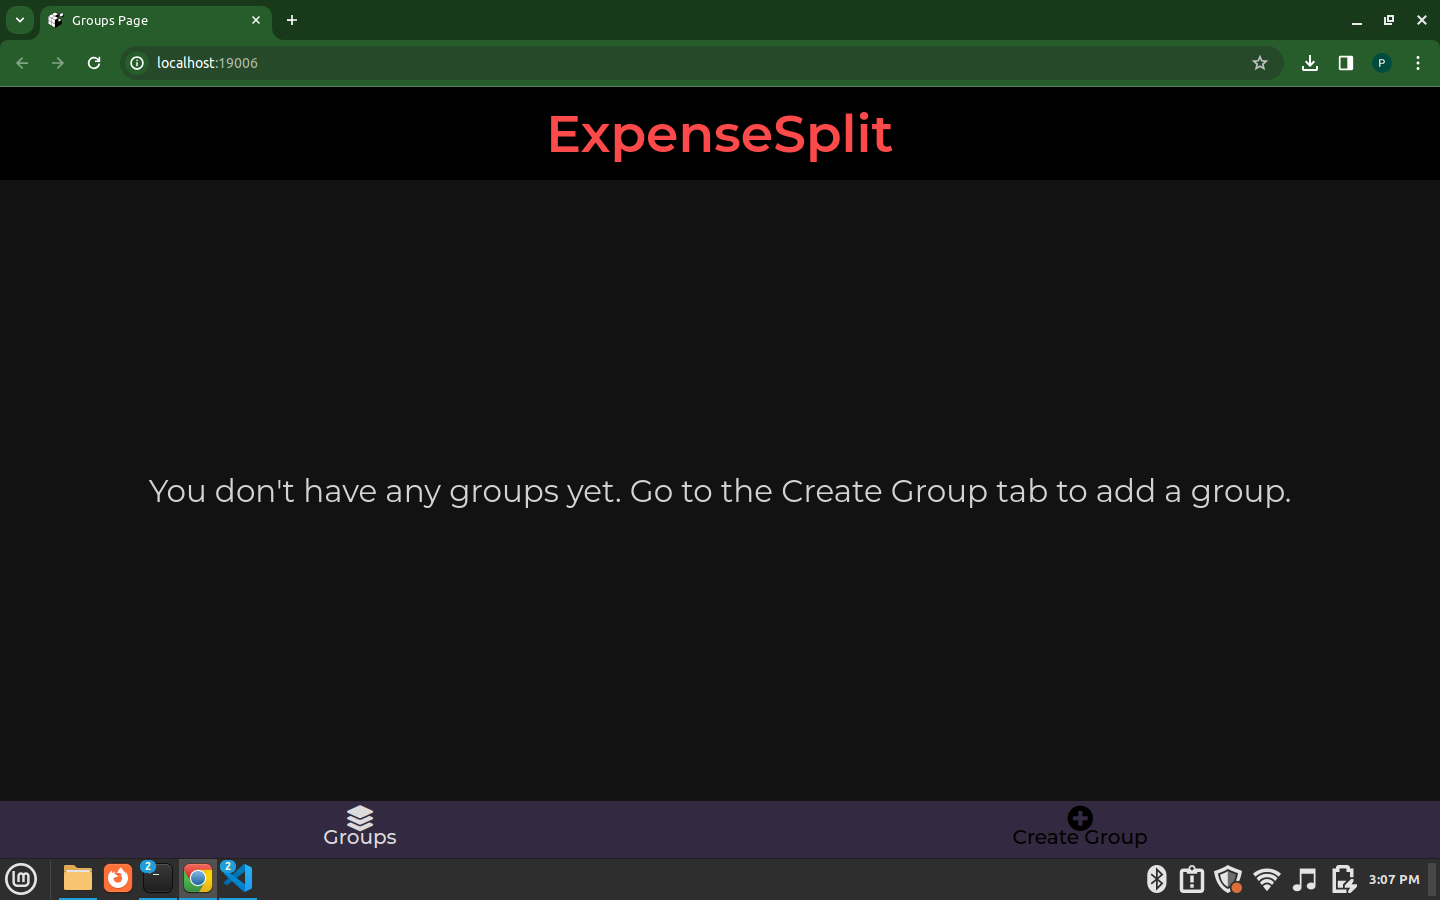 Groups Page
localhost:19006
P
ExpenseSplit
You don't have any groups yet. Go to the Create Group tab to add a group.
Groups
Create Group
2
2
3:07 PM